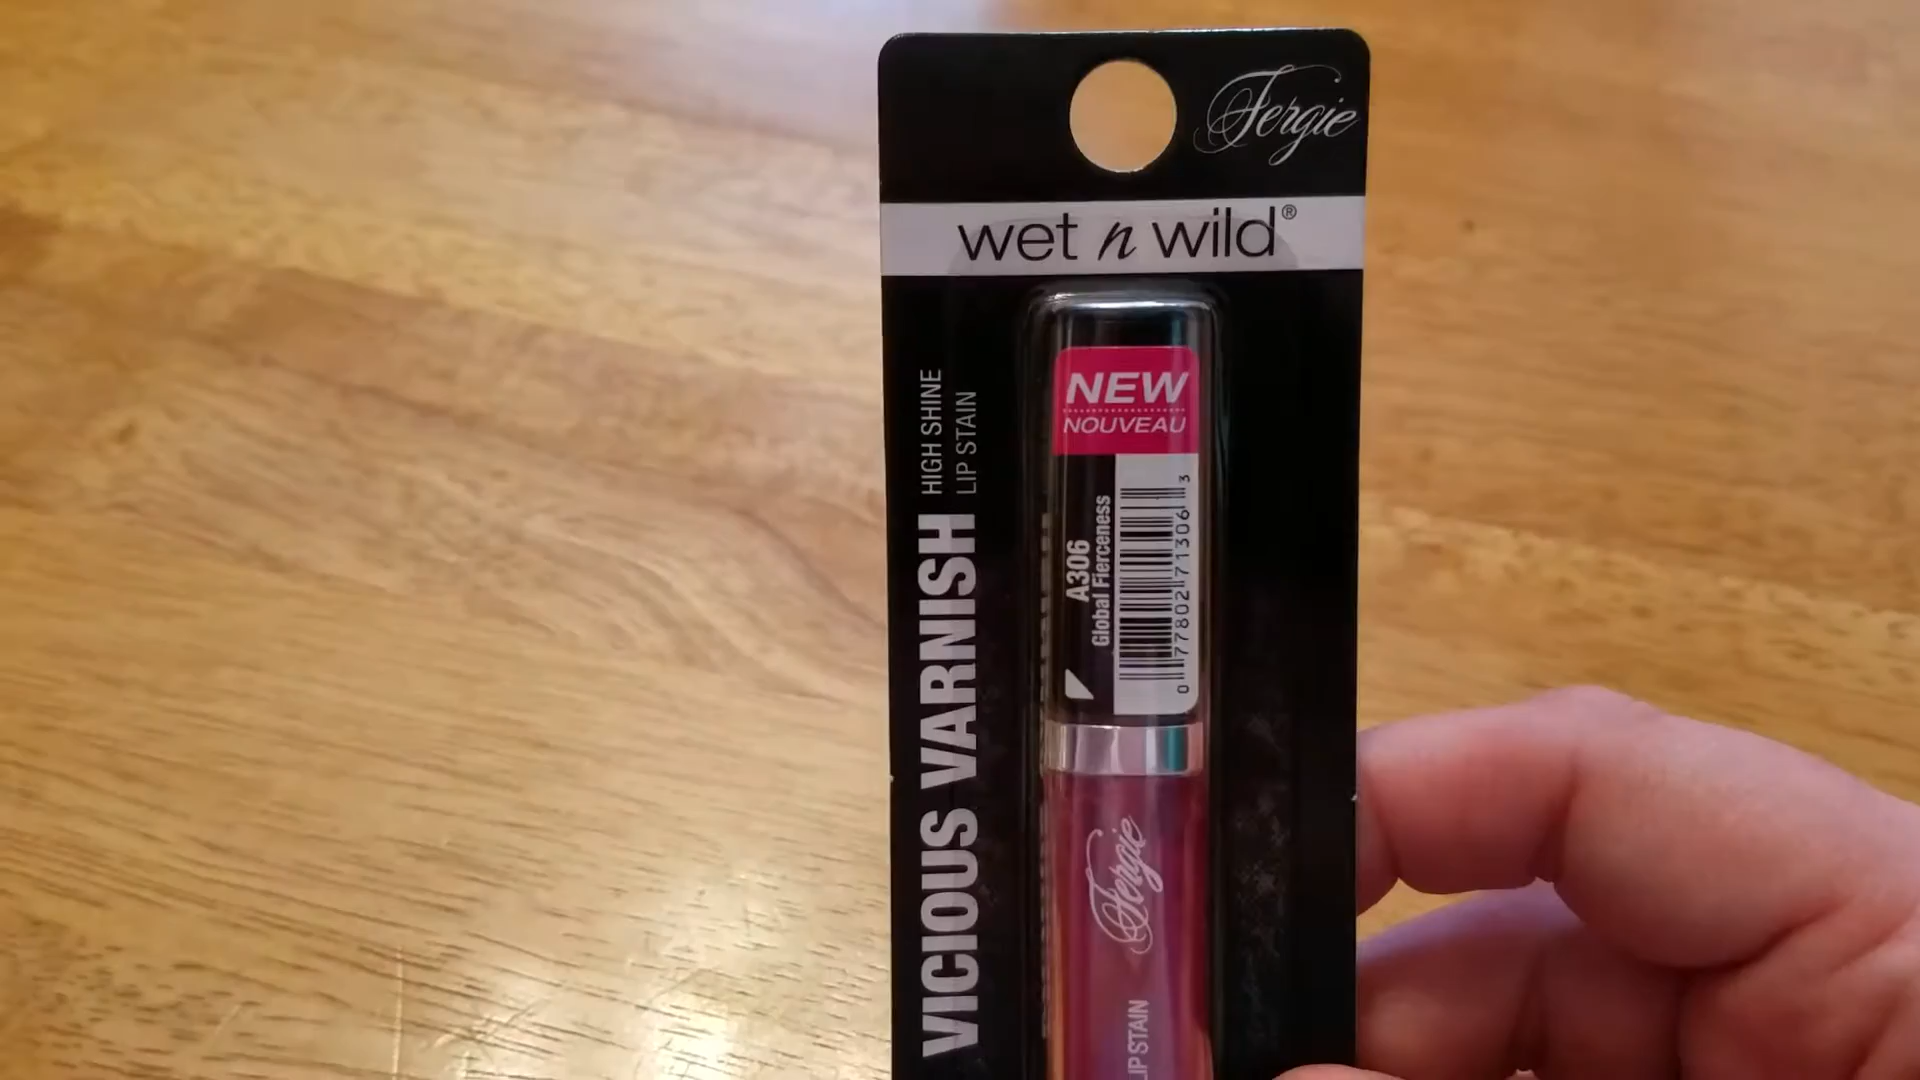 Fergie
wet n wild®
VICIOUS VARNISH
HIGH SHINE
LIP STAIN
NEW
NOUVEAU
A306
Global Fierceness
0 77802 71306 3
Fergie
LIP STAIN